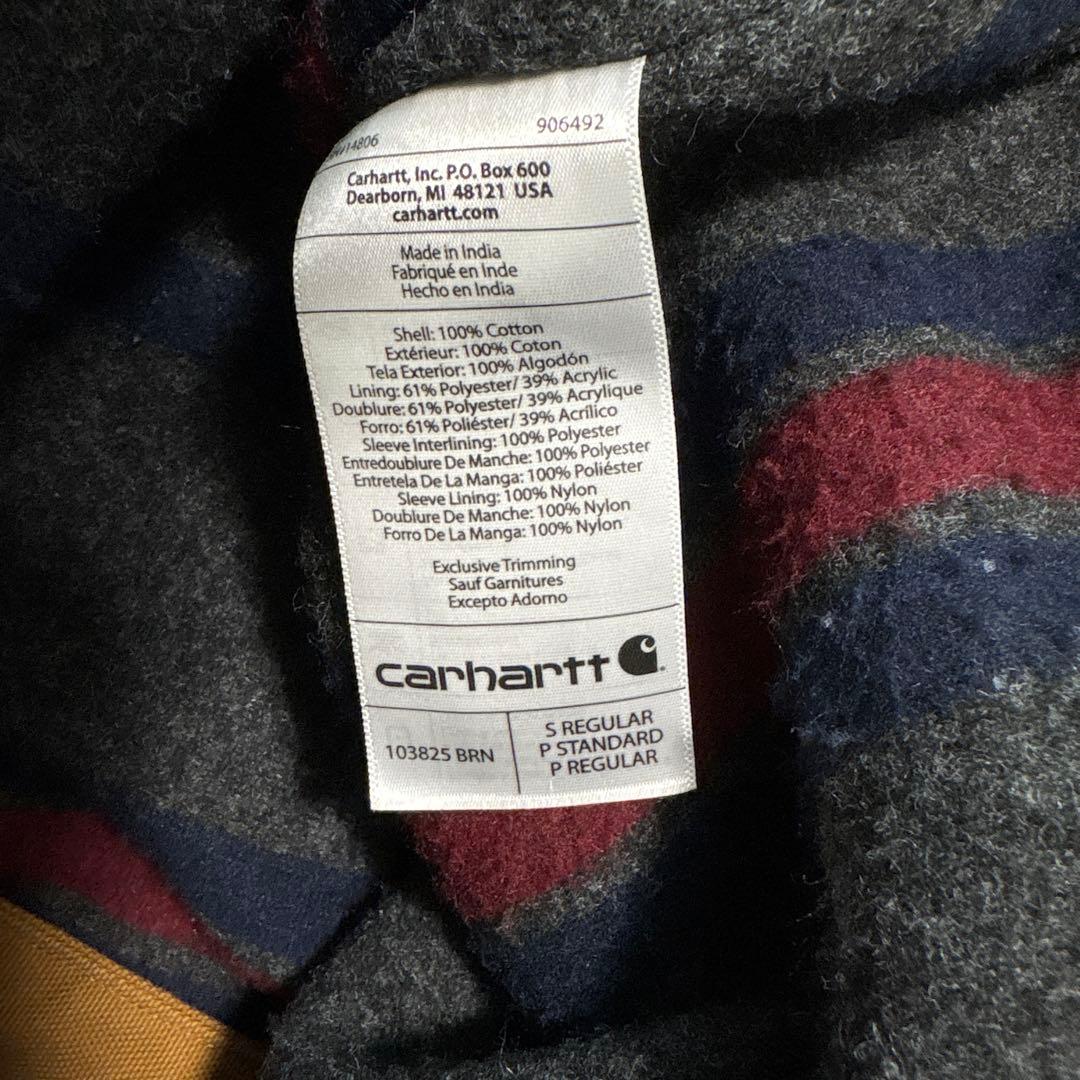 906492
Carhartt, Inc. P.O. Box 600
Dearborn, MI 48121 USA
carhartt.com
Made in India
Fabriqué en Inde
Hecho en India
Shell: 100% Cotton
Extérieur: 100% Coton
Tela Exterior: 100% Algodón
Lining: 61% Polyester/ 39% Acrylic
Doublure: 61% Polyester/ 39% Acrylique
Forro: 61% Poliéster/ 39% Acrílico
Sleeve Interlining: 100% Polyester
Entredoublure De Manche: 100% Polyester
Entretela De La Manga: 100% Poliéster
Sleeve Lining: 100% Nylon
Doublure De Manche: 100% Nylon
Forro De La Manga: 100% Nylon
Exclusive Trimming
Sauf Garnitures
Excepto Adorno
carhartt
103825 BRN
S REGULAR
P STANDARD
P REGULAR